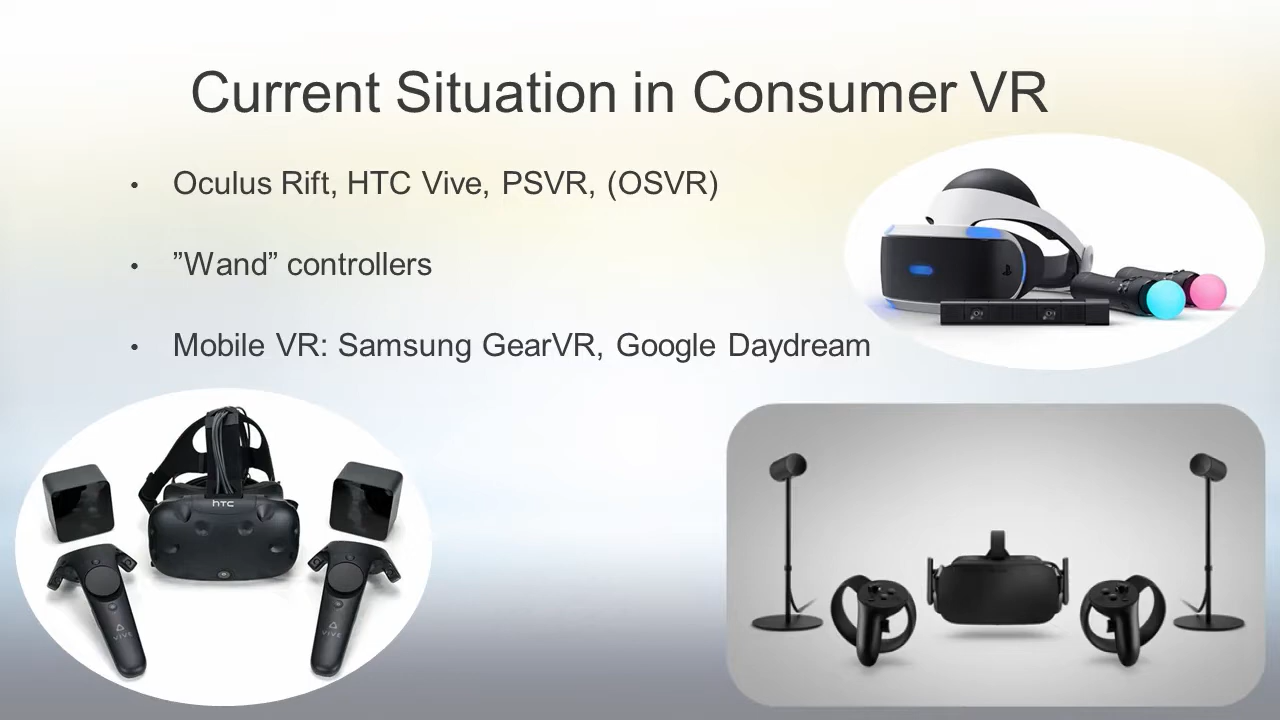 Current Situation in Consumer VR
• Oculus Rift, HTC Vive, PSVR, (OSVR)
• ”Wand” controllers
• Mobile VR: Samsung GearVR, Google Daydream
hTC
VIVE
VIVE